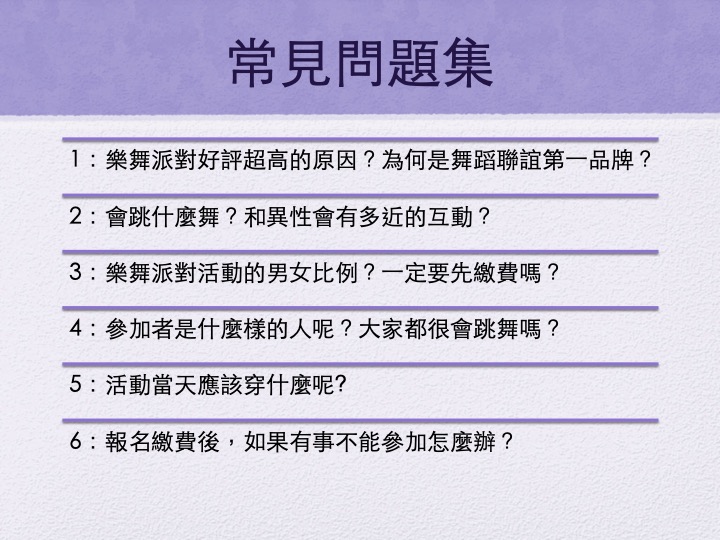 常見問題集
1：樂舞派對好評超高的原因？為何是舞蹈聯誼第一品牌？
2：會跳什麼舞？和異性會有多近的互動？
3：樂舞派對活動的男女比例？一定要先繳費嗎？
4：參加者是什麼樣的人呢？大家都很會跳舞嗎？
5：活動當天應該穿什麼呢?
6：報名繳費後，如果有事不能參加怎麼辦？